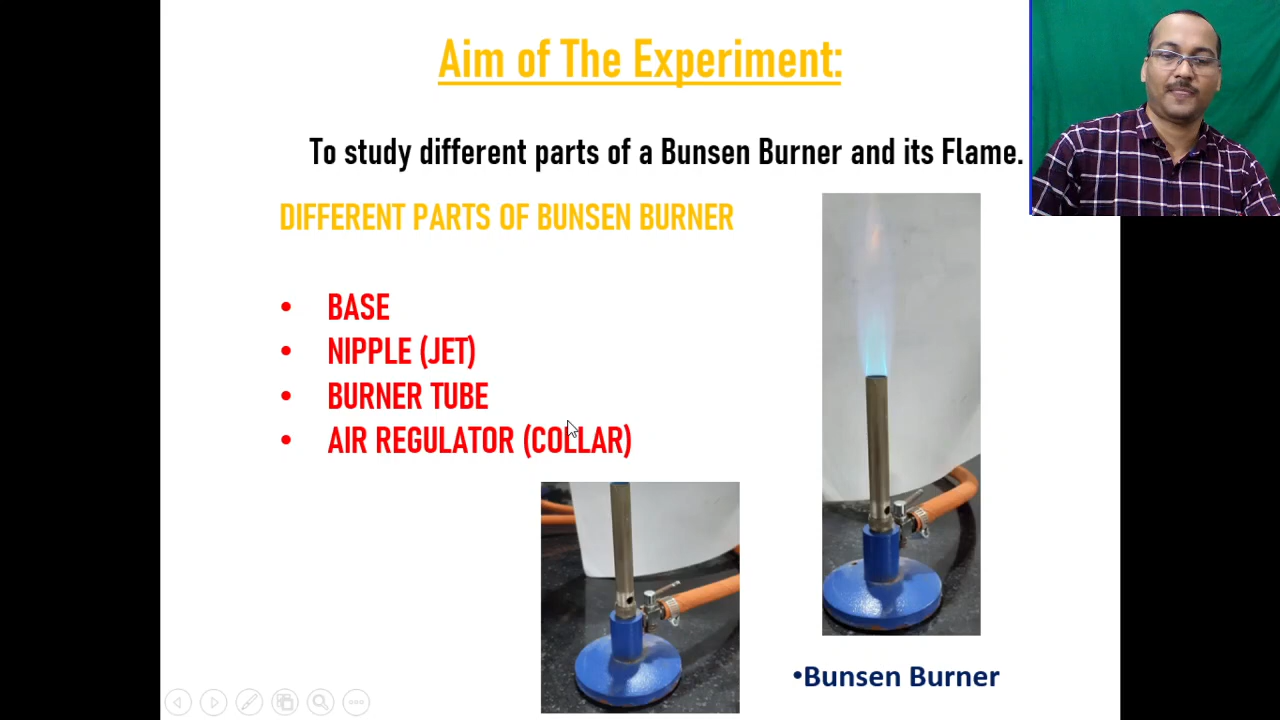 Aim of The Experiment:
To study different parts of a Bunsen Burner and its Flame.
DIFFERENT PARTS OF BUNSEN BURNER
• BASE
• NIPPLE (JET)
• BURNER TUBE
• AIR REGULATOR (COLLAR)
•Bunsen Burner